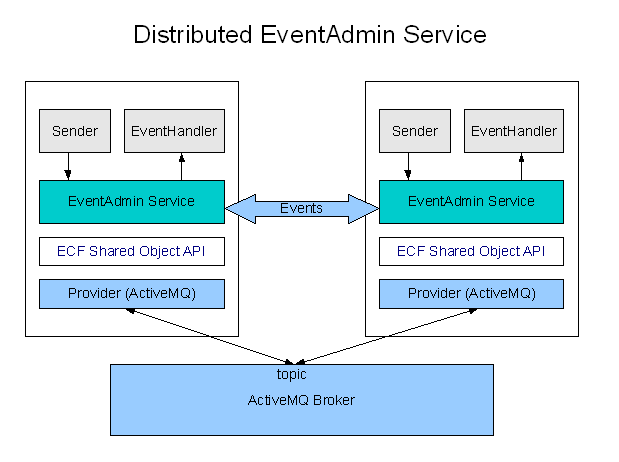 Distributed EventAdmin Service
Sender
EventHandler
EventAdmin Service
ECF Shared Object API
Provider (ActiveMQ)
Events
Sender
EventHandler
EventAdmin Service
ECF Shared Object API
Provider (ActiveMQ)
topic
ActiveMQ Broker